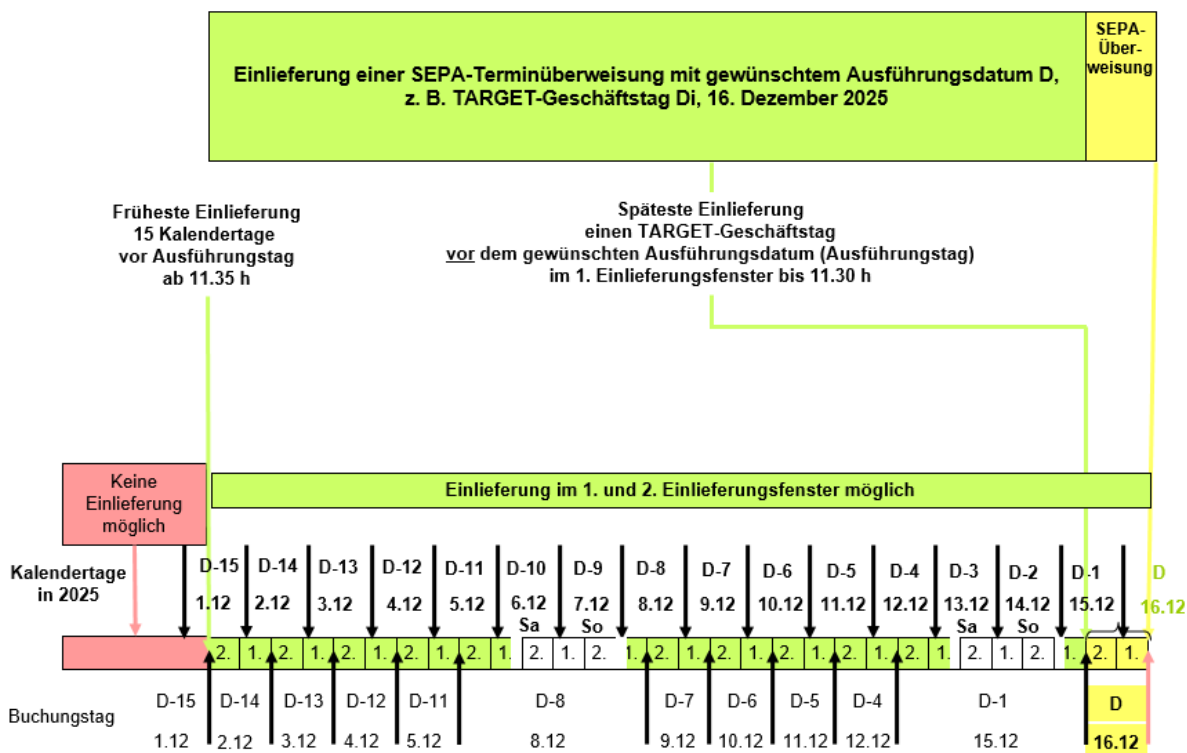 Einlieferung einer SEPA-Terminüberweisung mit gewünschtem Ausführungsdatum D,
z. B. TARGET-Geschäftstag Di, 16. Dezember 2025
SEPA-
Über-
weisung
Früheste Einlieferung
15 Kalendertage
vor Ausführungstag
ab 11.35 h
Späteste Einlieferung
einen TARGET-Geschäftstag
vor dem gewünschten Ausführungsdatum (Ausführungstag)
im 1. Einlieferungsfenster bis 11.30 h
Keine
Einlieferung
möglich
Einlieferung im 1. und 2. Einlieferungsfenster möglich
Kalendertage
in 2025
D-15 D-14 D-13 D-12 D-11 D-10 D-9 D-8 D-7 D-6 D-5 D-4 D-3 D-2 D-1 D
1.12 2.12 3.12 4.12 5.12 6.12 7.12 8.12 9.12 10.12 11.12 12.12 13.12 14.12 15.12 16.12
Sa So Sa So
2. 1. 2. 1. 2. 1. 2. 1. 2. 1. 2. 1. 2. 1. 2. 1. 2. 1. 2. 1. 2. 1. 2. 1. 2. 1. 2. 1. 2. 1.
Buchungstag
D-15 D-14 D-13 D-12 D-11 D-8 D-7 D-6 D-5 D-4 D-1 D
1.12 2.12 3.12 4.12 5.12 8.12 9.12 10.12 11.12 12.12 15.12 16.12